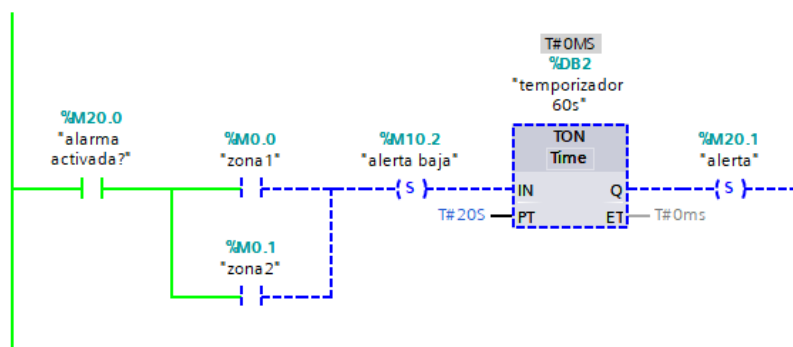 T#0MS
%DB2
"temporizador
60s"
%M20.0
"alarma
activada?"
%M0.0
"zona1"
%M10.2
"alerta baja"
S
TON
Time
IN
Q
T#20S
PT
ET
T#0ms
%M20.1
"alerta"
S
%M0.1
"zona2"